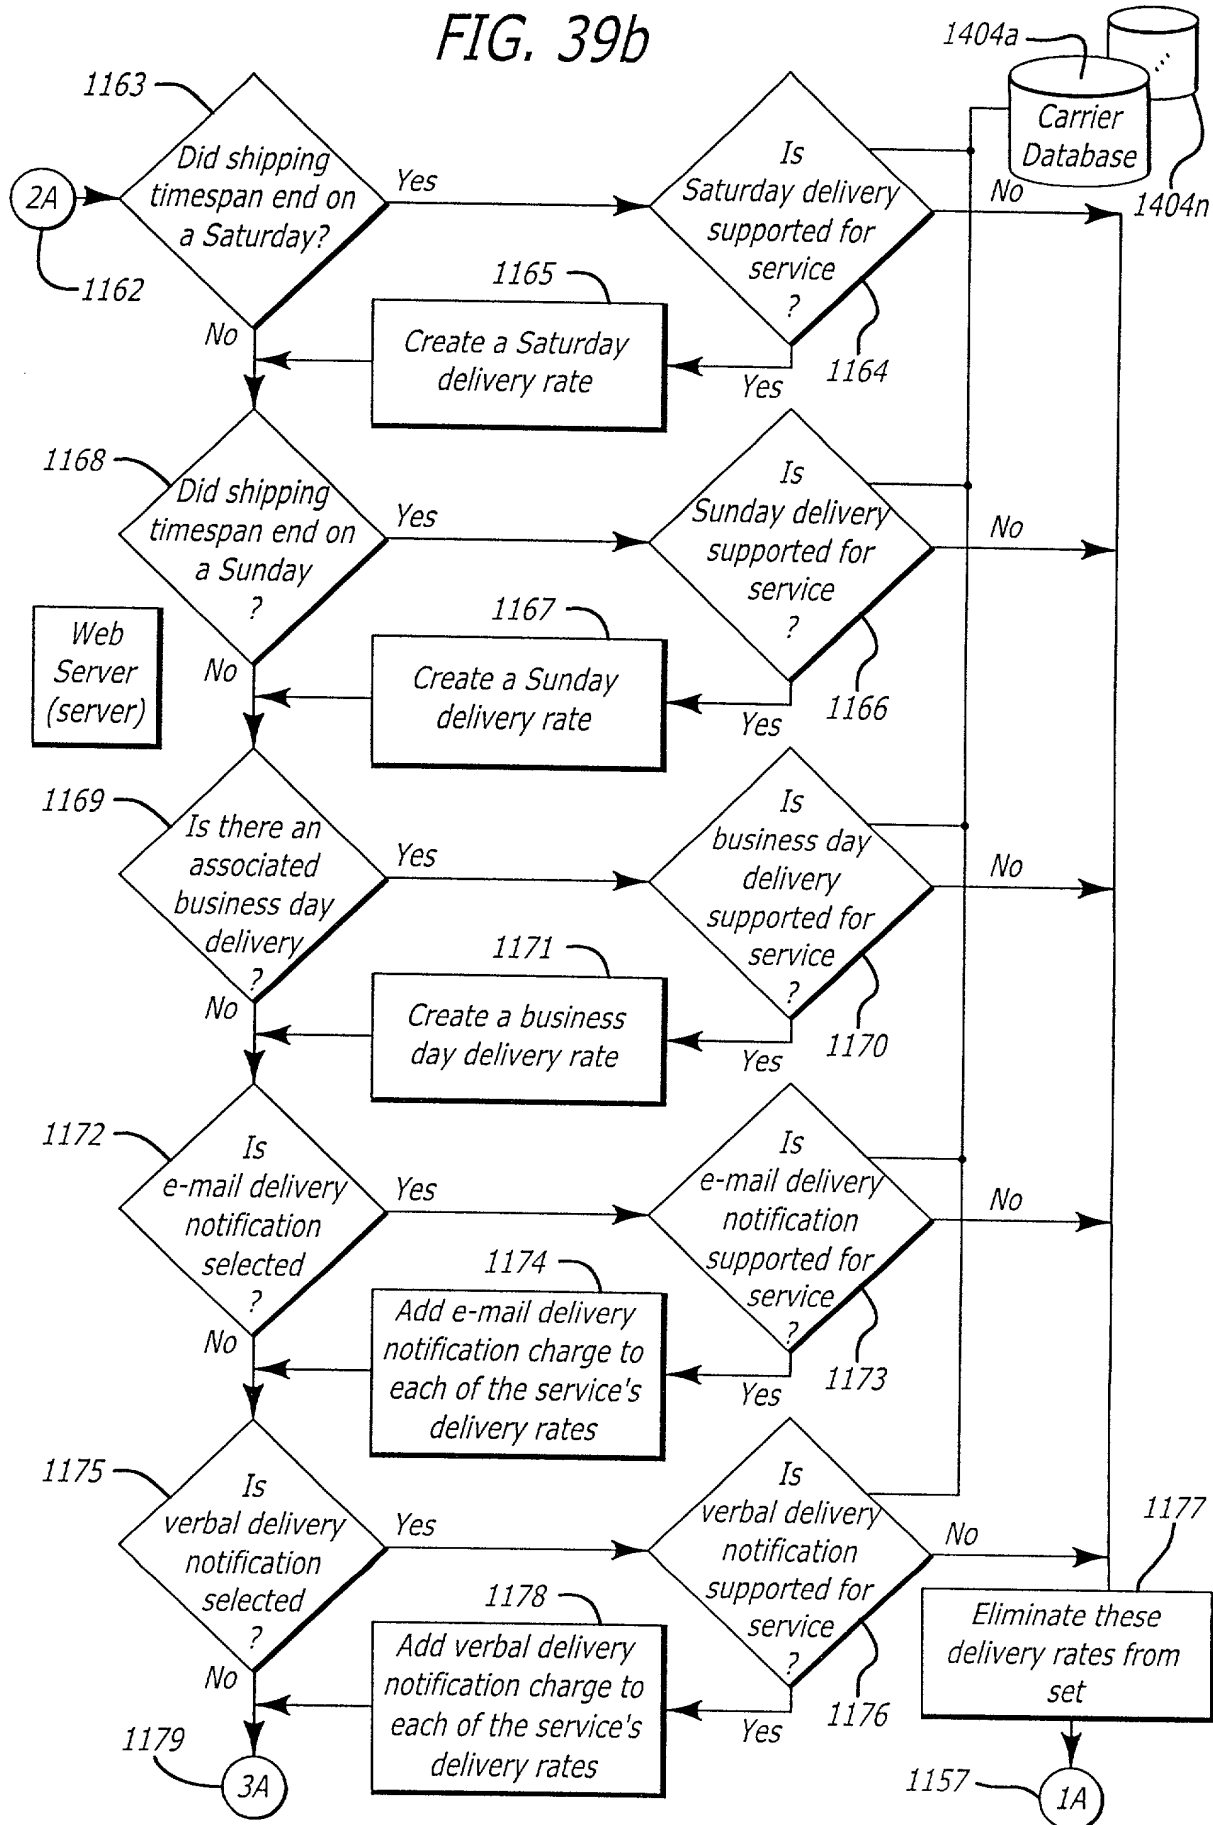 FIG. 39b
1404a
Carrier
Database
1404n
1163
Did shipping
timespan end on
a Saturday?
Yes
No
2A
1162
Is
Saturday delivery
supported for
service
?
No
1164
Yes
1165
Create a Saturday
delivery rate
1168
Did shipping
timespan end on
a Sunday
?
Yes
No
Is
Sunday delivery
supported for
service
?
No
1166
Yes
1167
Create a Sunday
delivery rate
Web
Server
(server)
1169
Is there an
associated
business day
delivery
?
Yes
No
Is
business day
delivery
supported for
service
?
No
1170
Yes
1171
Create a business
day delivery rate
1172
Is
e-mail delivery
notification
selected
?
Yes
No
Is
e-mail delivery
notification
supported for
service
?
No
1173
Yes
1174
Add e-mail delivery
notification charge to
each of the service's
delivery rates
1175
Is
verbal delivery
notification
selected
?
Yes
No
Is
verbal delivery
notification
supported for
service
?
No
1176
Yes
1178
Add verbal delivery
notification charge to
each of the service's
delivery rates
1177
Eliminate these
delivery rates from
set
1179
3A
1157
1A